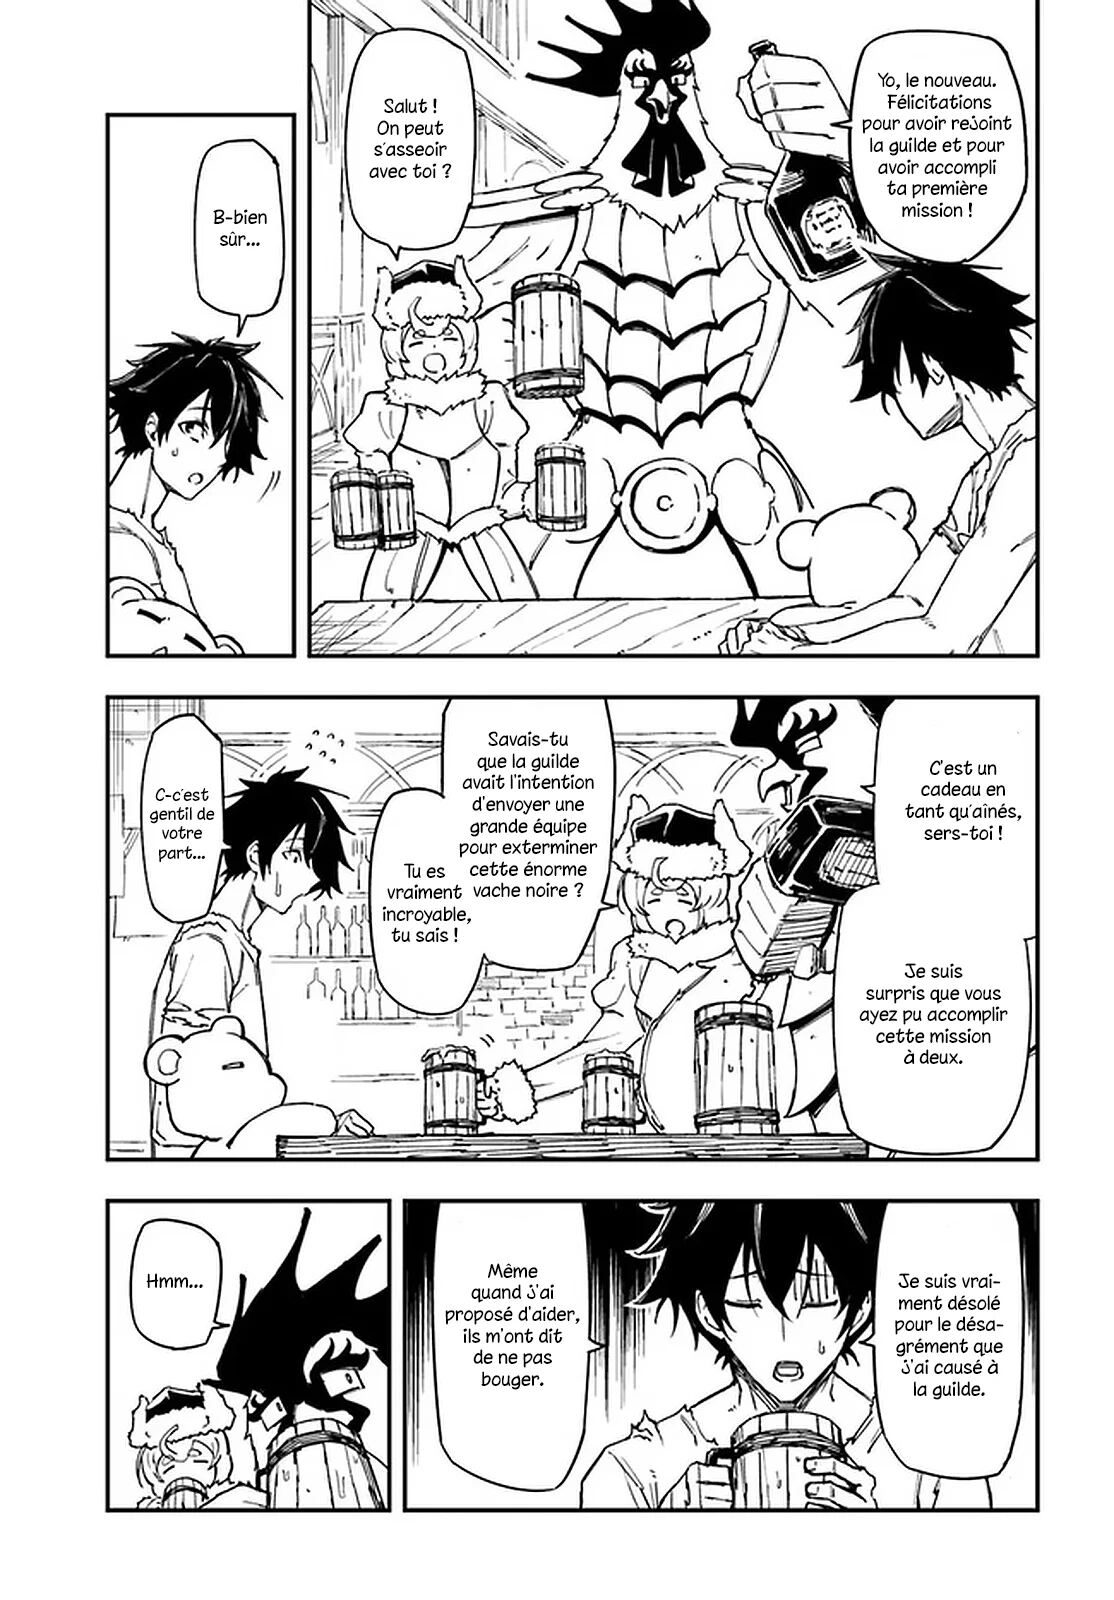 Yo, le nouveau.
Félicitations
pour avoir rejoint
la guilde et pour
avoir accompli
ta première
mission !
Salut !
On peut
s'asseoir
avec toi ?
B-bien
sûr...
C'est un
cadeau en
tant qu'aînés,
sers-toi !
Je suis
surpris que vous
ayez pu accomplir
cette mission
à deux.
Savais-tu
que la guilde
avait l'intention
d'envoyer une
grande équipe
pour exterminer
cette énorme
vache noire ?
Tu es
vraiment
incroyable,
tu sais !
C-c'est
gentil de
votre
part...
Je suis vrai-
ment désolé
pour le désa-
grément que
j'ai causé à
la guilde.
Même
quand j'ai
proposé d'aider,
ils m'ont dit
de ne pas
bouger.
Hmm...